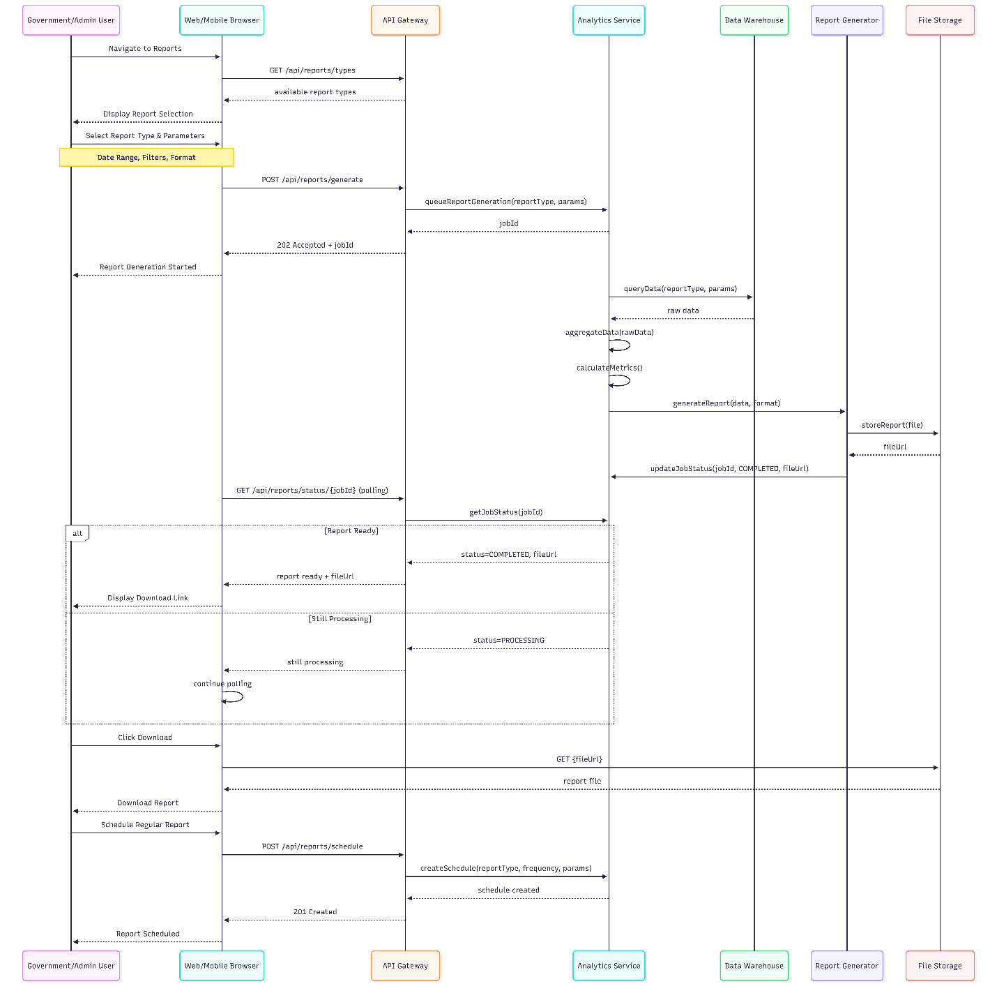 Government/Admin User
Web/Mobile Browser
API Gateway
Analytics Service
Data Warehouse
Report Generator
File Storage
Navigate to Reports
GET /api/reports/types
available report types
Display Report Selection
Select Report Type & Parameters
Date Range, Filters, Format
POST /api/reports/generate
queueReportGeneration(reportType, params)
jobId
202 Accepted + jobId
Report Generation Started
queryData(reportType, params)
raw data
aggregateData(rawData)
calculateMetrics()
generateReport(data, format)
storeReport(file)
fileUrl
updateJobStatus(jobId, COMPLETED, fileUrl)
GET /api/reports/status/{jobId} (polling)
getJobStatus(jobId)
alt
[Report Ready]
status=COMPLETED, fileUrl
report ready + fileUrl
Display Download Link
[Still Processing]
status=PROCESSING
still processing
continue polling
Click Download
GET {fileUrl}
report file
Download Report
Schedule Regular Report
POST /api/reports/schedule
createSchedule(reportType, frequency, params)
schedule created
201 Created
Report Scheduled
Government/Admin User
Web/Mobile Browser
API Gateway
Analytics Service
Data Warehouse
Report Generator
File Storage